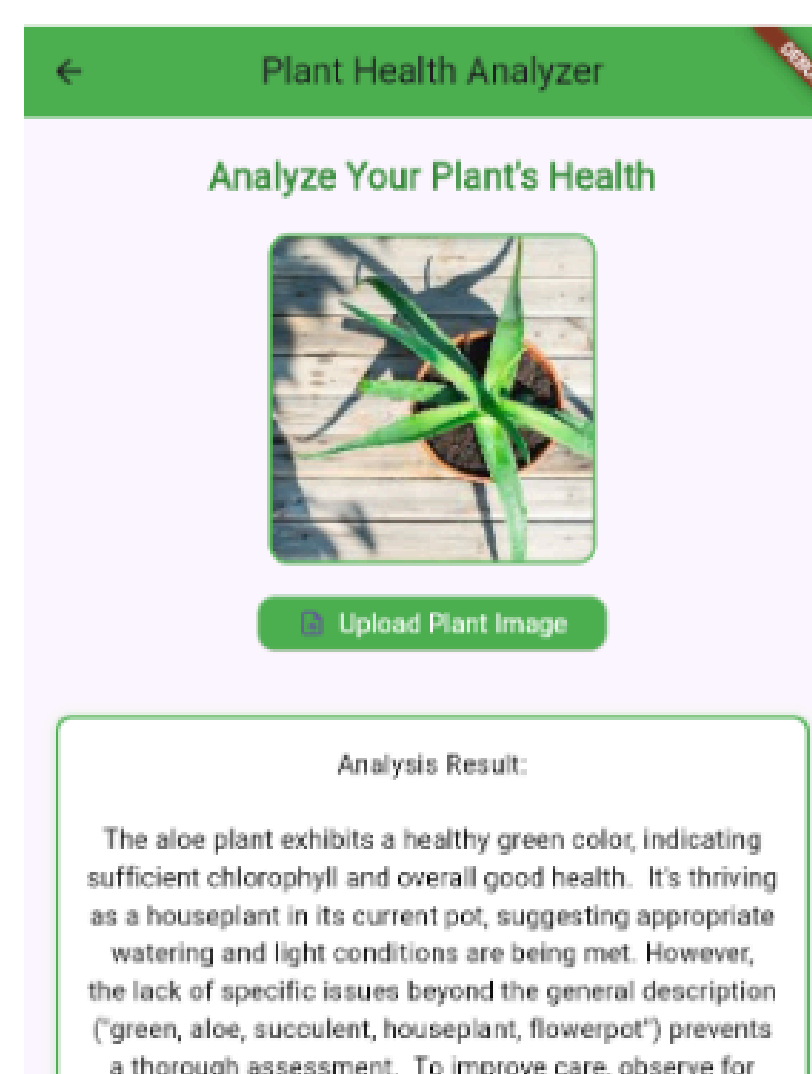 Plant Health Analyzer
Analyze Your Plant's Health
Upload Plant Image
Analysis Result:
The aloe plant exhibits a healthy green color, indicating
sufficient chlorophyll and overall good health. It's thriving
as a houseplant in its current pot, suggesting appropriate
watering and light conditions are being met. However,
the lack of specific issues beyond the general description
("green, aloe, succulent, houseplant, flowerpot") prevents
a thorough assessment. To improve care, observe for